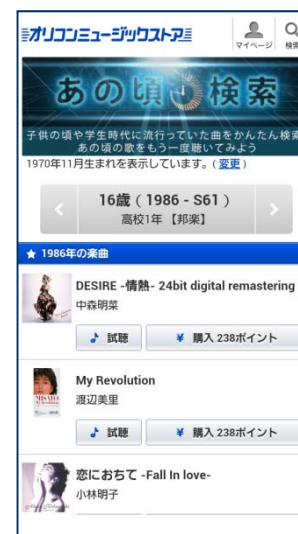 オリコンミュージックストア
マイページ
あの頃検索
子供の頃や学生時代に流行っていた曲をかんたん検索
あの頃の歌をもう一度聴いてみよう
1970年11月生まれを表示しています。( 変更 )
16歳 ( 1986 - S61 )
高校1年 【邦楽】
★ 1986年の楽曲
DESIRE -情熱- 24bit digital remastering
中森明菜
試聴
¥ 購入 238ポイント
My Revolution
渡辺美里
試聴
¥ 購入 238ポイント
恋におちて -Fall In love-
小林明子